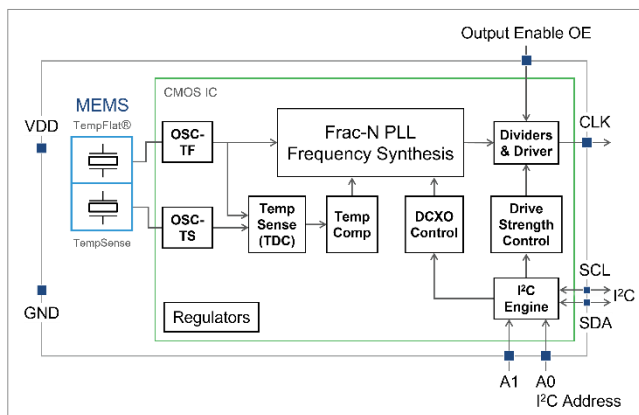 Output Enable OE
CMOS IC
VDD
MEMS
TempFlat®
OSC-
TF
Frac-N PLL
Frequency Synthesis
Dividers
& Driver
CLK
TempSense
OSC-
TS
Temp
Sense
(TDC)
Temp
Comp
DCXO
Control
Drive
Strength
Control
GND
Regulators
I²C
Engine
SCL
I²C
SDA
A1
A0
I²C Address